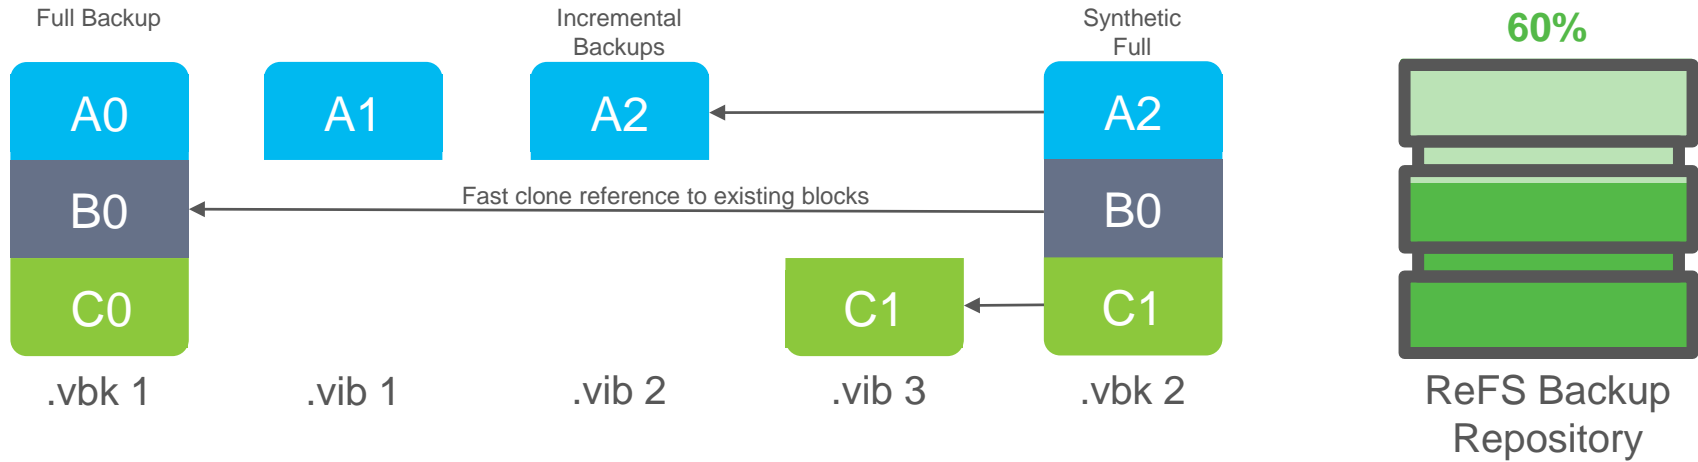 Full Backup
Incremental
Backups
Synthetic
Full
60%
A0
A1
A2
A2
Fast clone reference to existing blocks
B0
B0
C0
C1
C1
.vbk 1
.vib 1
.vib 2
.vib 3
.vbk 2
ReFS Backup
Repository